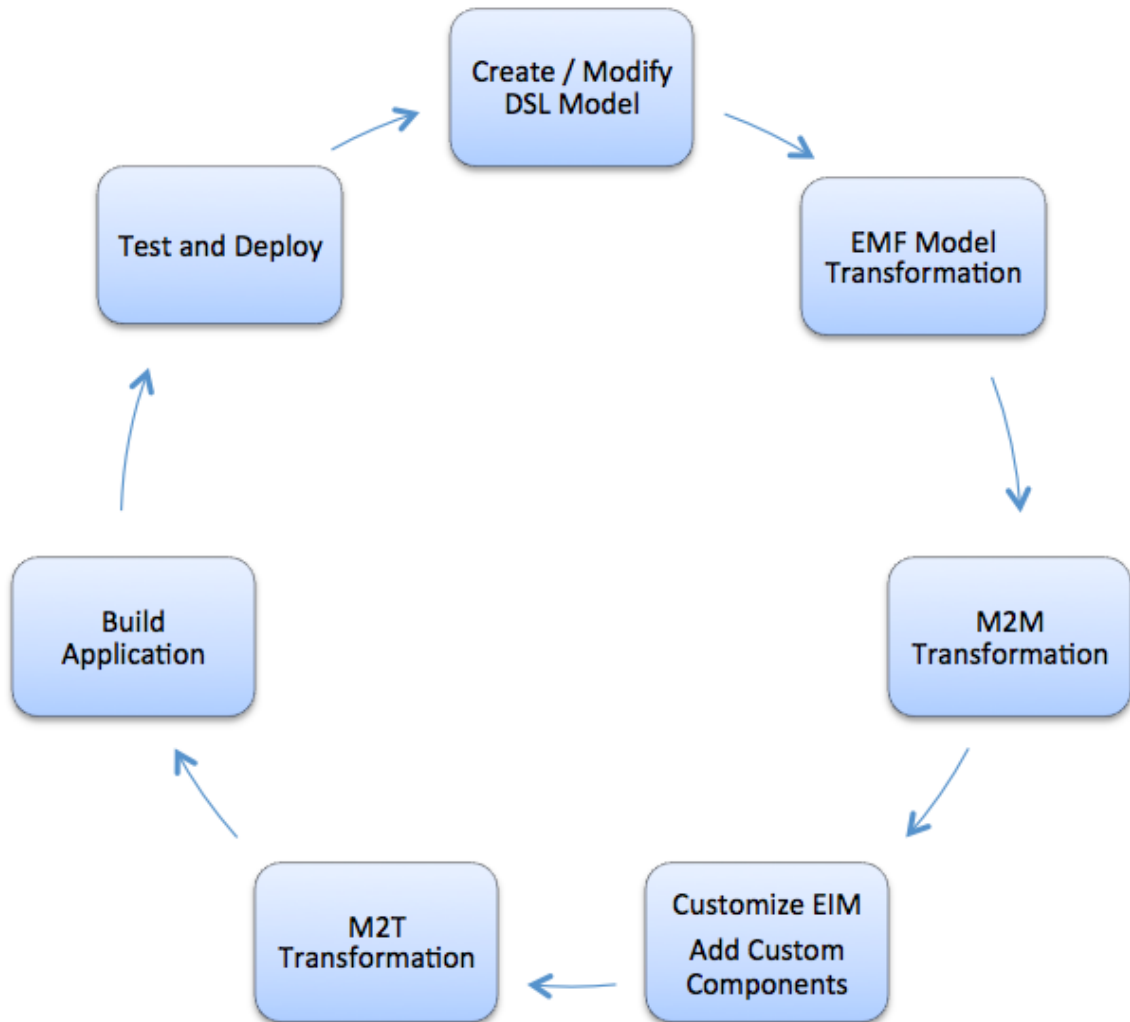 Create / Modify
DSL Model
EMF Model
Transformation
M2M
Transformation
Customize EIM
Add Custom
Components
M2T
Transformation
Build
Application
Test and Deploy